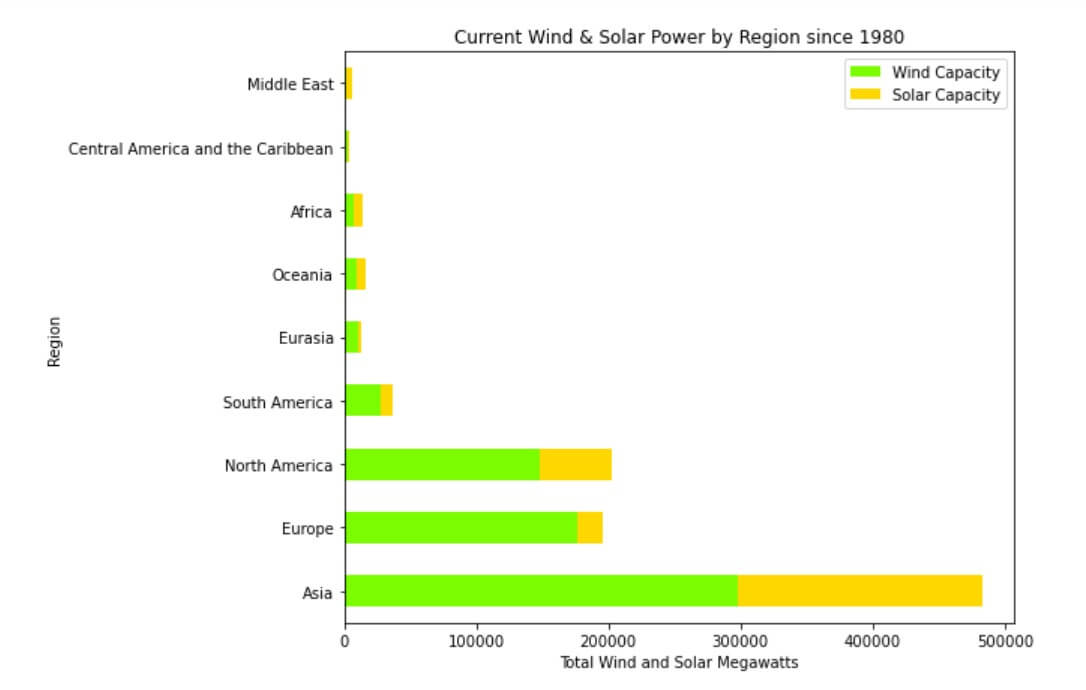 Current Wind & Solar Power by Region since 1980
Wind Capacity
Solar Capacity
Middle East
Central America and the Caribbean
Africa
Oceania
Eurasia
South America
North America
Europe
Asia
Region
0 100000 200000 300000 400000 500000
Total Wind and Solar Megawatts